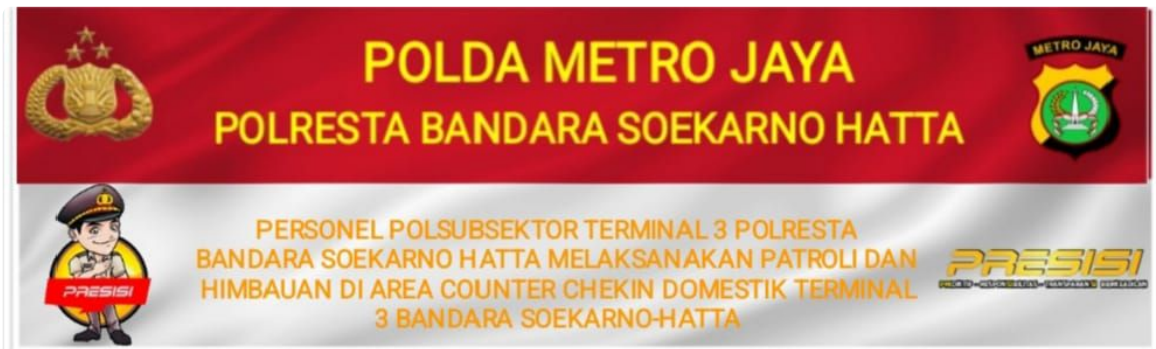 POLDA METRO JAYA
METRO JAYA
POLRESTA BANDARA SOEKARNO HATTA
PERSONEL POLSUBSEKTOR TERMINAL 3 POLRESTA
BANDARA SOEKARNO HATTA MELAKSANAKAN PATROLI DAN
HIMBAUAN DI AREA COUNTER CHEKIN DOMESTIK TERMINAL
3 BANDARA SOEKARNO-HATTA
PRESISI
PRESISI